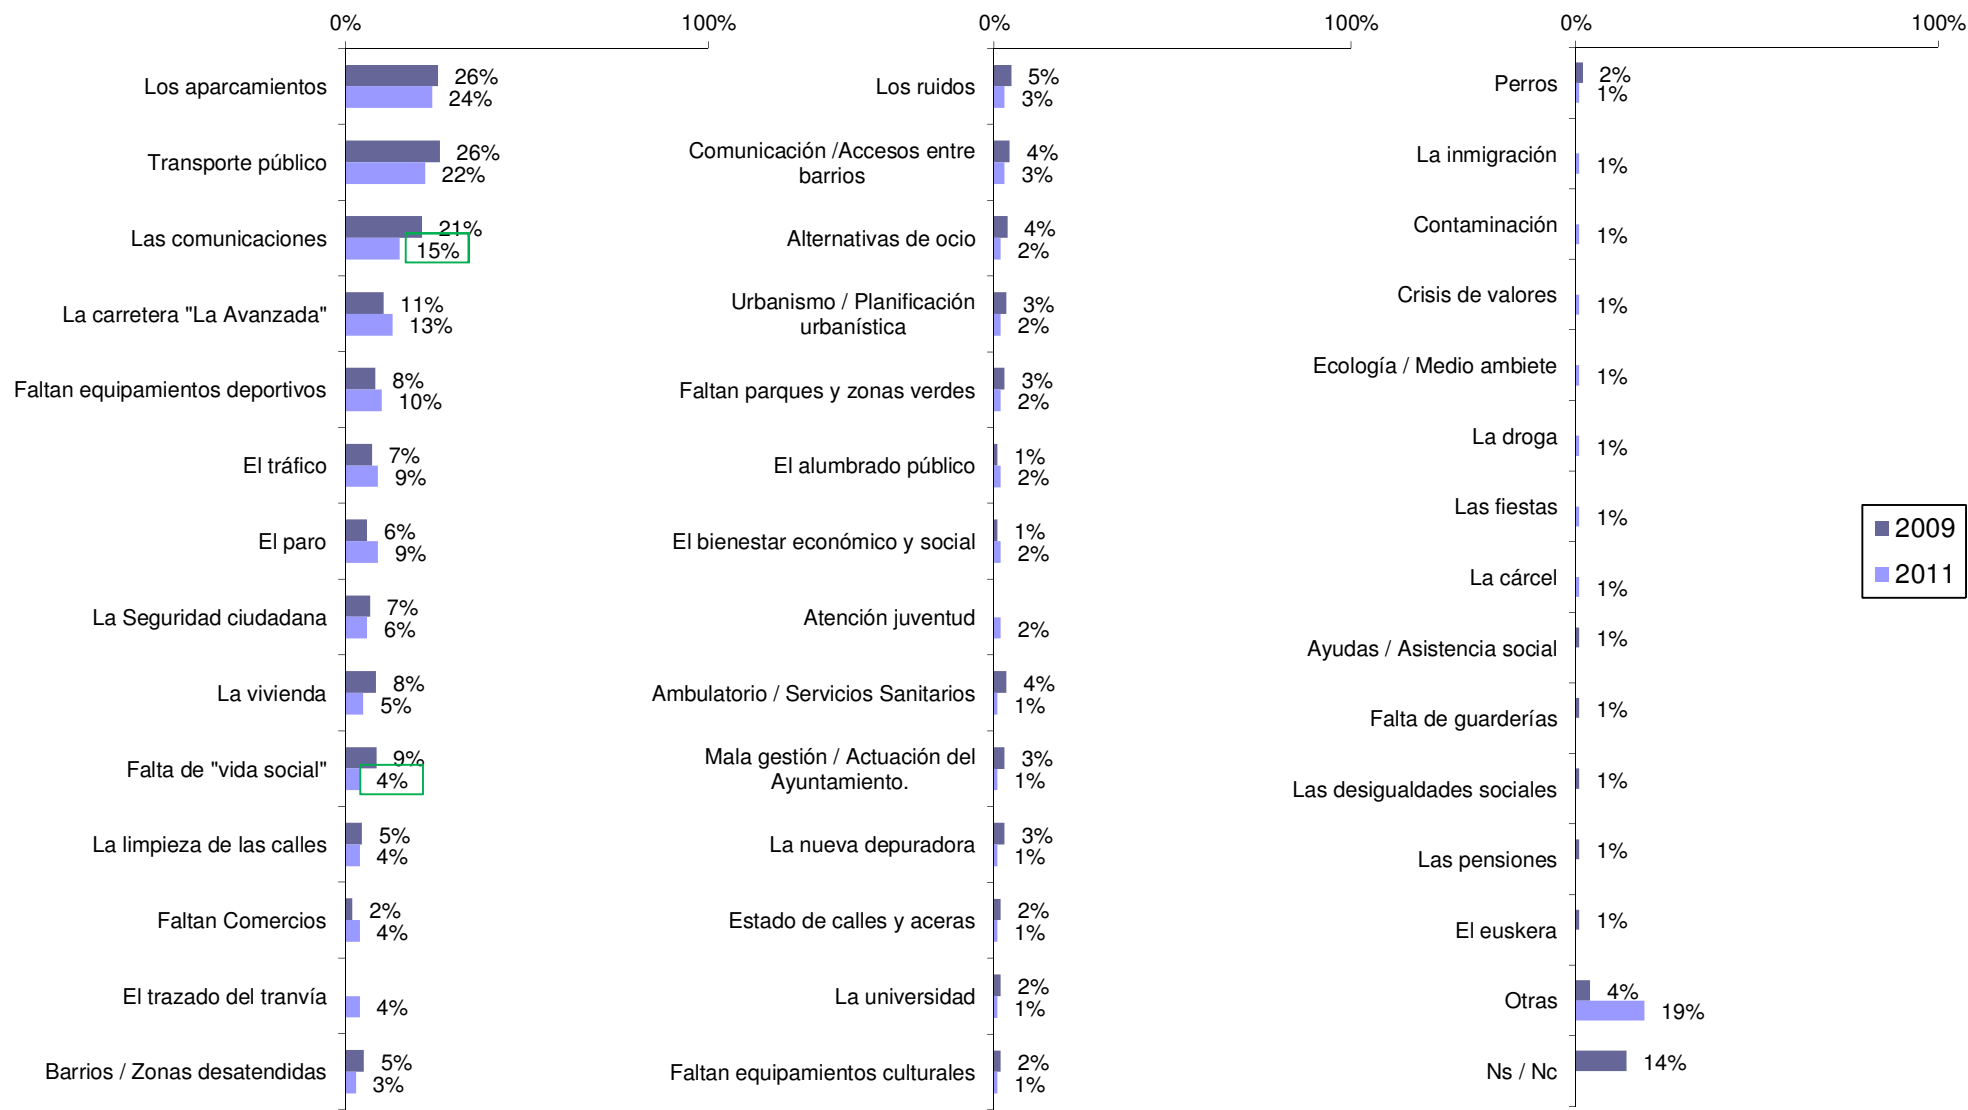 0%
100%
Los aparcamientos
26%
24%
Transporte público
26%
22%
Las comunicaciones
21%
15%
La carretera "La Avanzada"
11%
13%
Faltan equipamientos deportivos
8%
10%
El tráfico
7%
9%
El paro
6%
9%
La Seguridad ciudadana
7%
6%
La vivienda
8%
5%
Falta de "vida social"
9%
4%
La limpieza de las calles
5%
4%
Faltan Comercios
2%
4%
El trazado del tranvía
4%
Barrios / Zonas desatendidas
5%
3%
0%
100%
Los ruidos
5%
3%
Comunicación /Accesos entre
barrios
4%
3%
Alternativas de ocio
4%
2%
Urbanismo / Planificación
urbanística
3%
2%
Faltan parques y zonas verdes
3%
2%
El alumbrado público
1%
2%
El bienestar económico y social
1%
2%
Atención juventud
2%
Ambulatorio / Servicios Sanitarios
4%
1%
Mala gestión / Actuación del
Ayuntamiento.
3%
1%
La nueva depuradora
3%
1%
Estado de calles y aceras
2%
1%
La universidad
2%
1%
Faltan equipamientos culturales
2%
1%
0%
100%
Perros
2%
1%
La inmigración
1%
Contaminación
1%
Crisis de valores
1%
Ecología / Medio ambiete
1%
La droga
1%
Las fiestas
1%
La cárcel
1%
Ayudas / Asistencia social
1%
Falta de guarderías
1%
Las desigualdades sociales
1%
Las pensiones
1%
El euskera
1%
Otras
4%
19%
Ns / Nc
14%
2009
2011